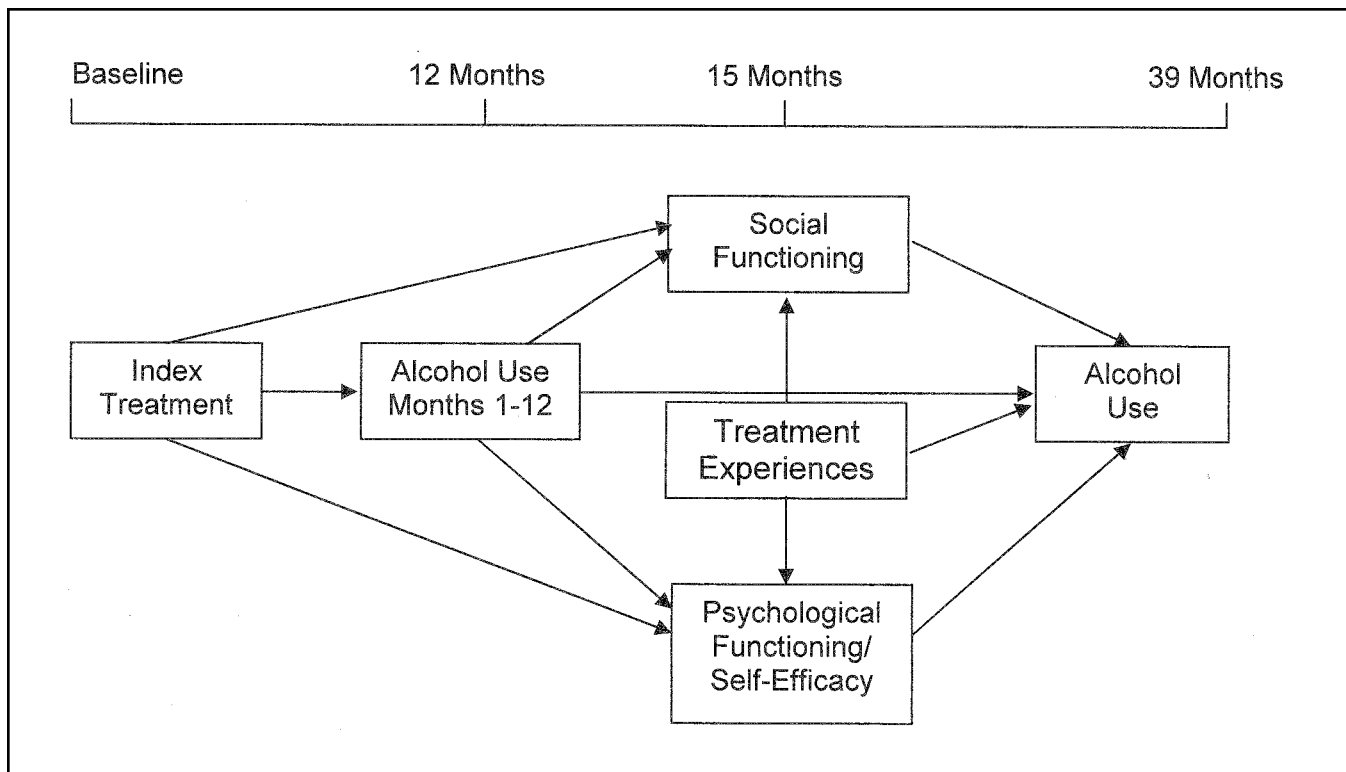 Baseline
12 Months
15 Months
39 Months
Social
Functioning
Index
Treatment
Alcohol Use
Months 1-12
Treatment
Experiences
Alcohol
Use
Psychological
Functioning/
Self-Efficacy